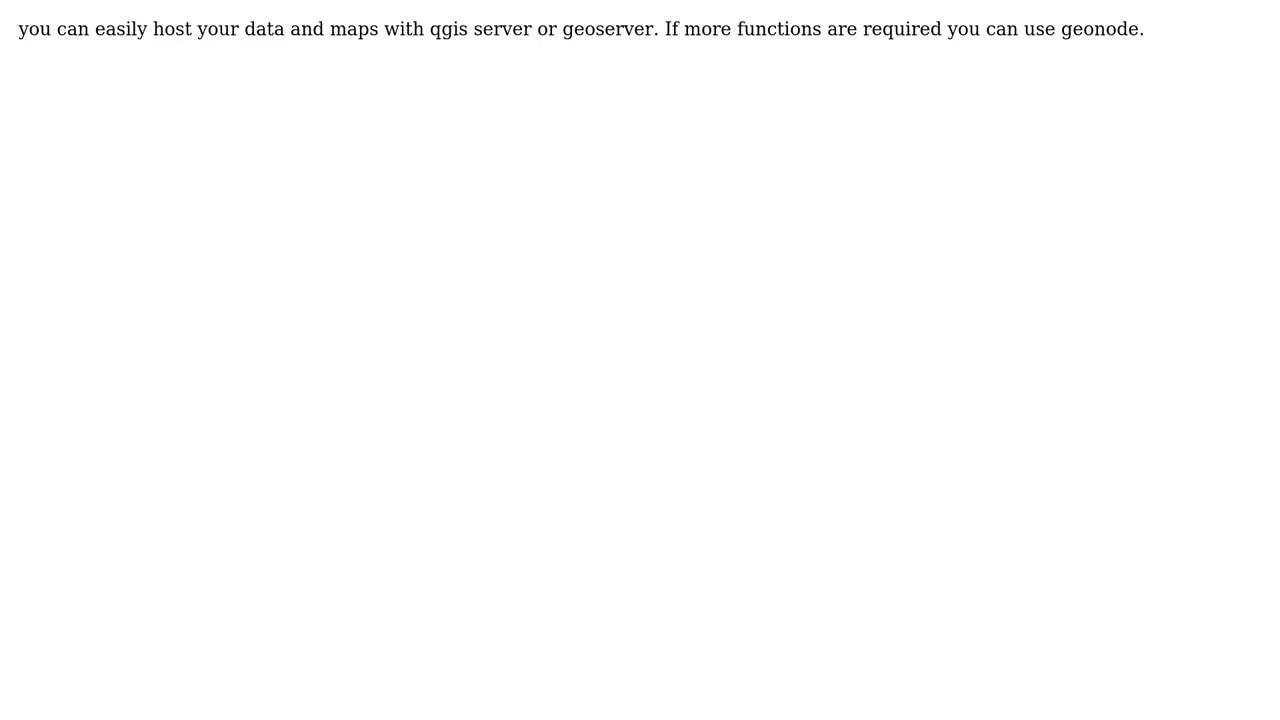 you can easily host your data and maps with qgis server or geoserver. If more functions are required you can use geonode.